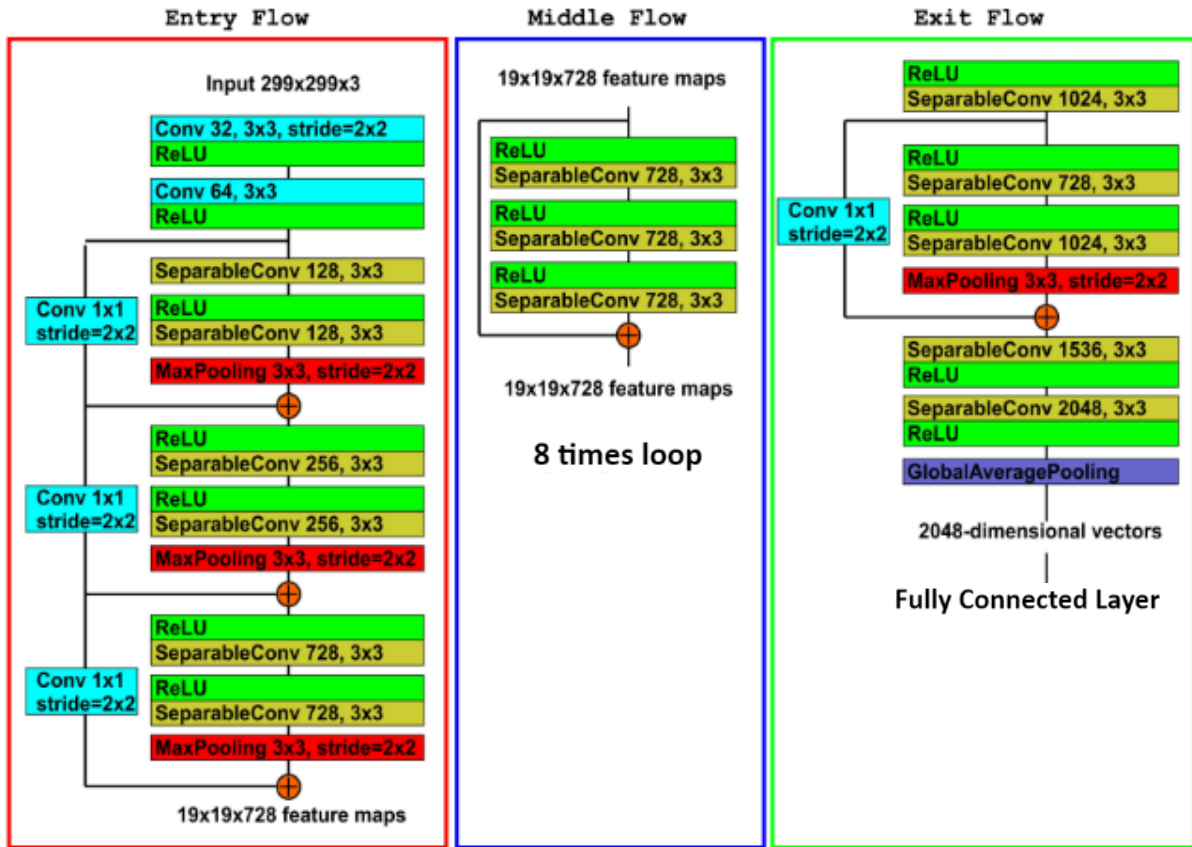 Entry Flow
Input 299x299x3
Conv 32, 3x3, stride=2x2
ReLU
Conv 64, 3x3
ReLU
SeparableConv 128, 3x3
Conv 1x1
stride=2x2
ReLU
SeparableConv 128, 3x3
MaxPooling 3x3, stride=2x2
ReLU
SeparableConv 256, 3x3
Conv 1x1
stride=2x2
ReLU
SeparableConv 256, 3x3
MaxPooling 3x3, stride=2x2
ReLU
SeparableConv 728, 3x3
Conv 1x1
stride=2x2
ReLU
SeparableConv 728, 3x3
MaxPooling 3x3, stride=2x2
19x19x728 feature maps
Middle Flow
19x19x728 feature maps
ReLU
SeparableConv 728, 3x3
ReLU
SeparableConv 728, 3x3
ReLU
SeparableConv 728, 3x3
19x19x728 feature maps
8 times loop
Exit Flow
ReLU
SeparableConv 1024, 3x3
ReLU
SeparableConv 728, 3x3
Conv 1x1
stride=2x2
ReLU
SeparableConv 1024, 3x3
MaxPooling 3x3, stride=2x2
SeparableConv 1536, 3x3
ReLU
SeparableConv 2048, 3x3
ReLU
GlobalAveragePooling
2048-dimensional vectors
Fully Connected Layer